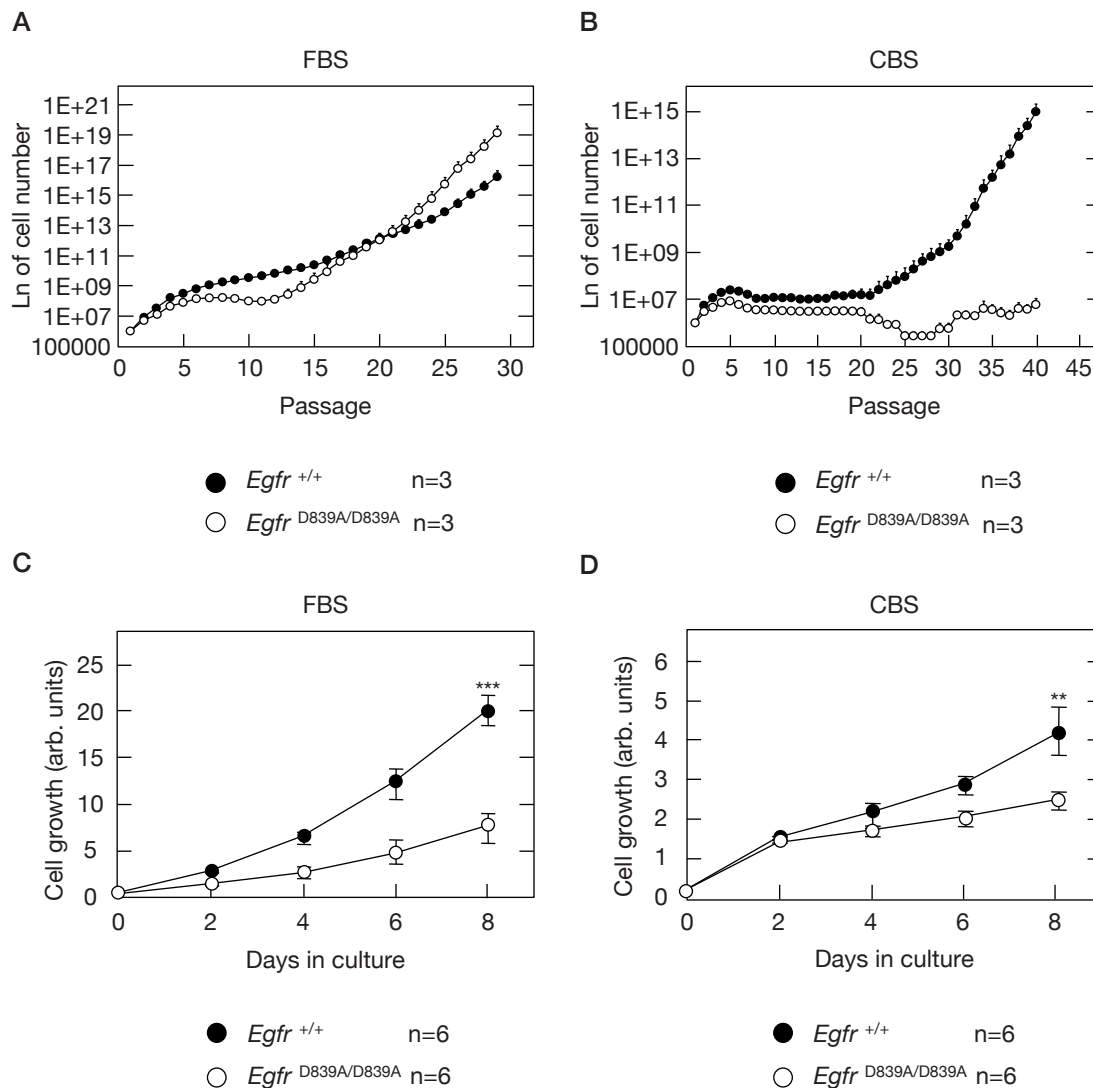 A
FBS
Ln of cell number
1E+21
1E+19
1E+17
1E+15
1E+13
1E+11
1E+09
1E+07
100000
0 5 10 15 20 25 30
Passage
Egfr +/+ n=3
Egfr D839A/D839A n=3
B
CBS
Ln of cell number
1E+15
1E+13
1E+11
1E+09
1E+07
100000
0 5 10 15 20 25 30 35 40 45
Passage
Egfr +/+ n=3
Egfr D839A/D839A n=3
C
FBS
Cell growth (arb. units)
25
20
15
10
5
0
***
0 2 4 6 8
Days in culture
Egfr +/+ n=6
Egfr D839A/D839A n=6
D
CBS
Cell growth (arb. units)
6
5
4
3
2
1
0
**
0 2 4 6 8
Days in culture
Egfr +/+ n=6
Egfr D839A/D839A n=6